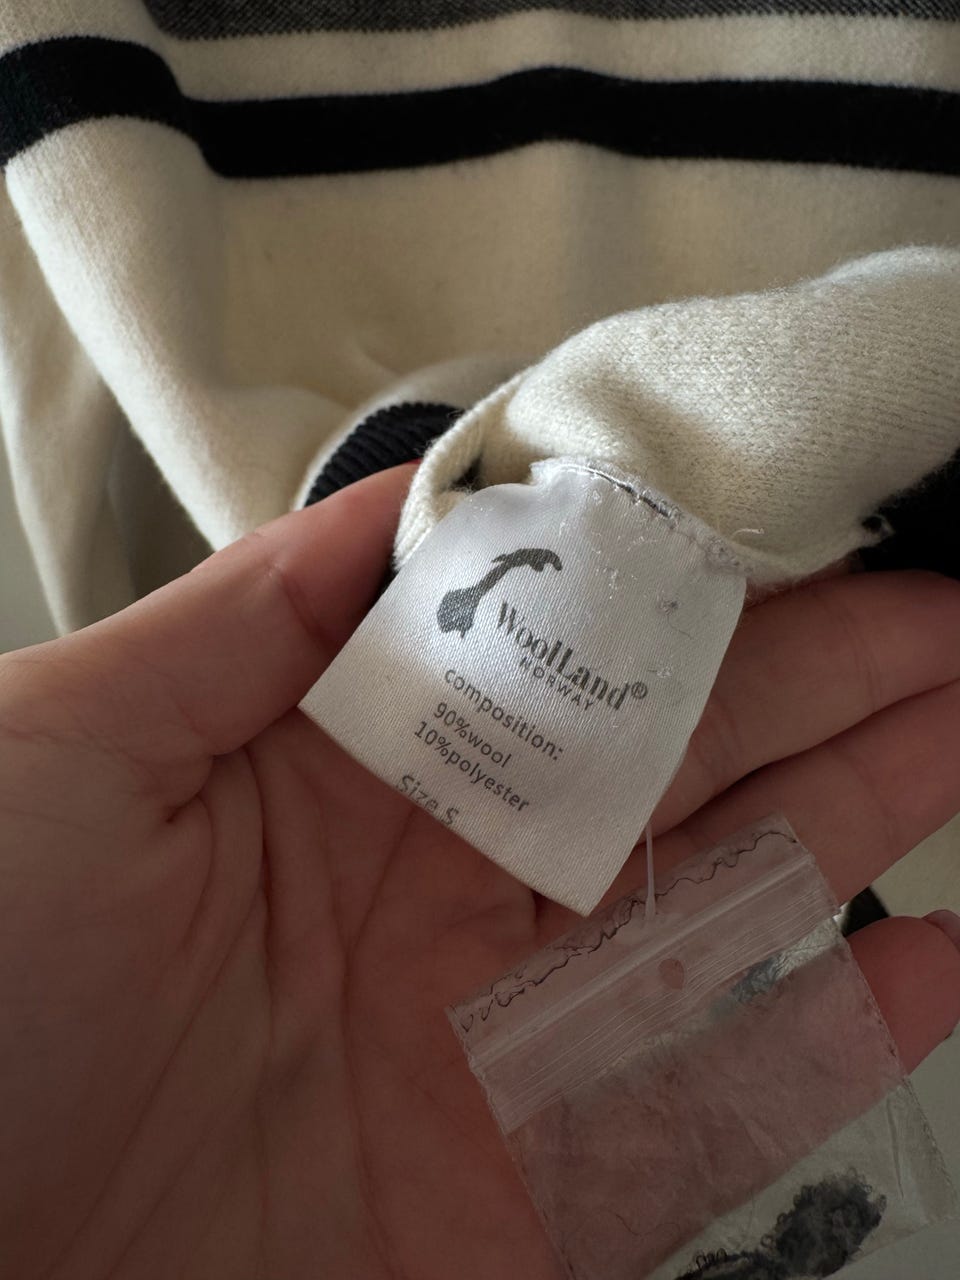 WoolLand®
NORWAY
composition:
90%wool
10%polyester
Size S